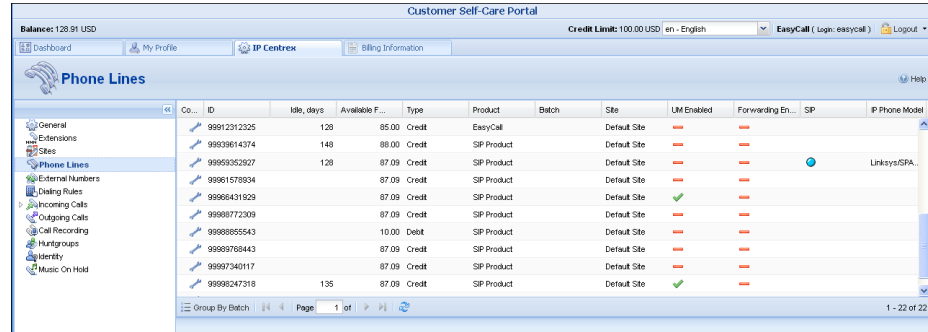 Customer Self-Care Portal
Balance: 128.91 USD Credit Limit: 100.00 USD en - English EasyCall ( Login: easycall ) Logout
Dashboard My Profile IP Centrex Billing Information
Phone Lines Help
General
Extensions
Sites
Phone Lines
External Numbers
Dialing Rules
Incoming Calls
Outgoing Calls
Call Recording
Huntgroups
Identity
Music On Hold
Co... ID Idle, days Available F... Type Product Batch Site UM Enabled Forwarding En... SIP IP Phone Model
99912312325 128 85.00 Credit EasyCall Default Site
99939614374 148 88.00 Credit SIP Product Default Site
99959352927 128 87.09 Credit SIP Product Default Site Linksys/SPA...
99961578934 87.09 Credit SIP Product Default Site
99966431929 87.09 Credit SIP Product Default Site
99988772309 87.09 Credit SIP Product Default Site
99988855543 10.00 Debit SIP Product Default Site
99989768443 87.09 Credit SIP Product Default Site
99997340117 87.09 Credit SIP Product Default Site
99998247318 135 87.09 Credit SIP Product Default Site
Group By Batch Page 1 of 1 - 22 of 22